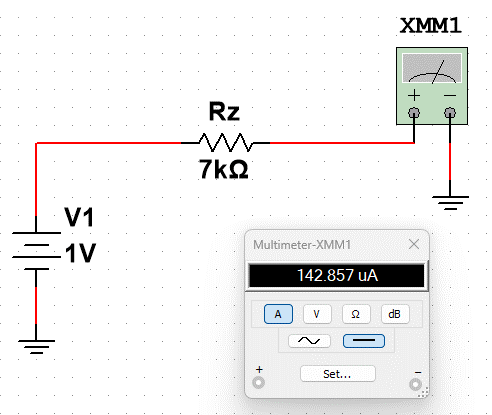 XMM1
+ −
Rz
7kΩ
V1
1V
Multimeter-XMM1
142.857 uA
A V Ω dB
+ Set... −